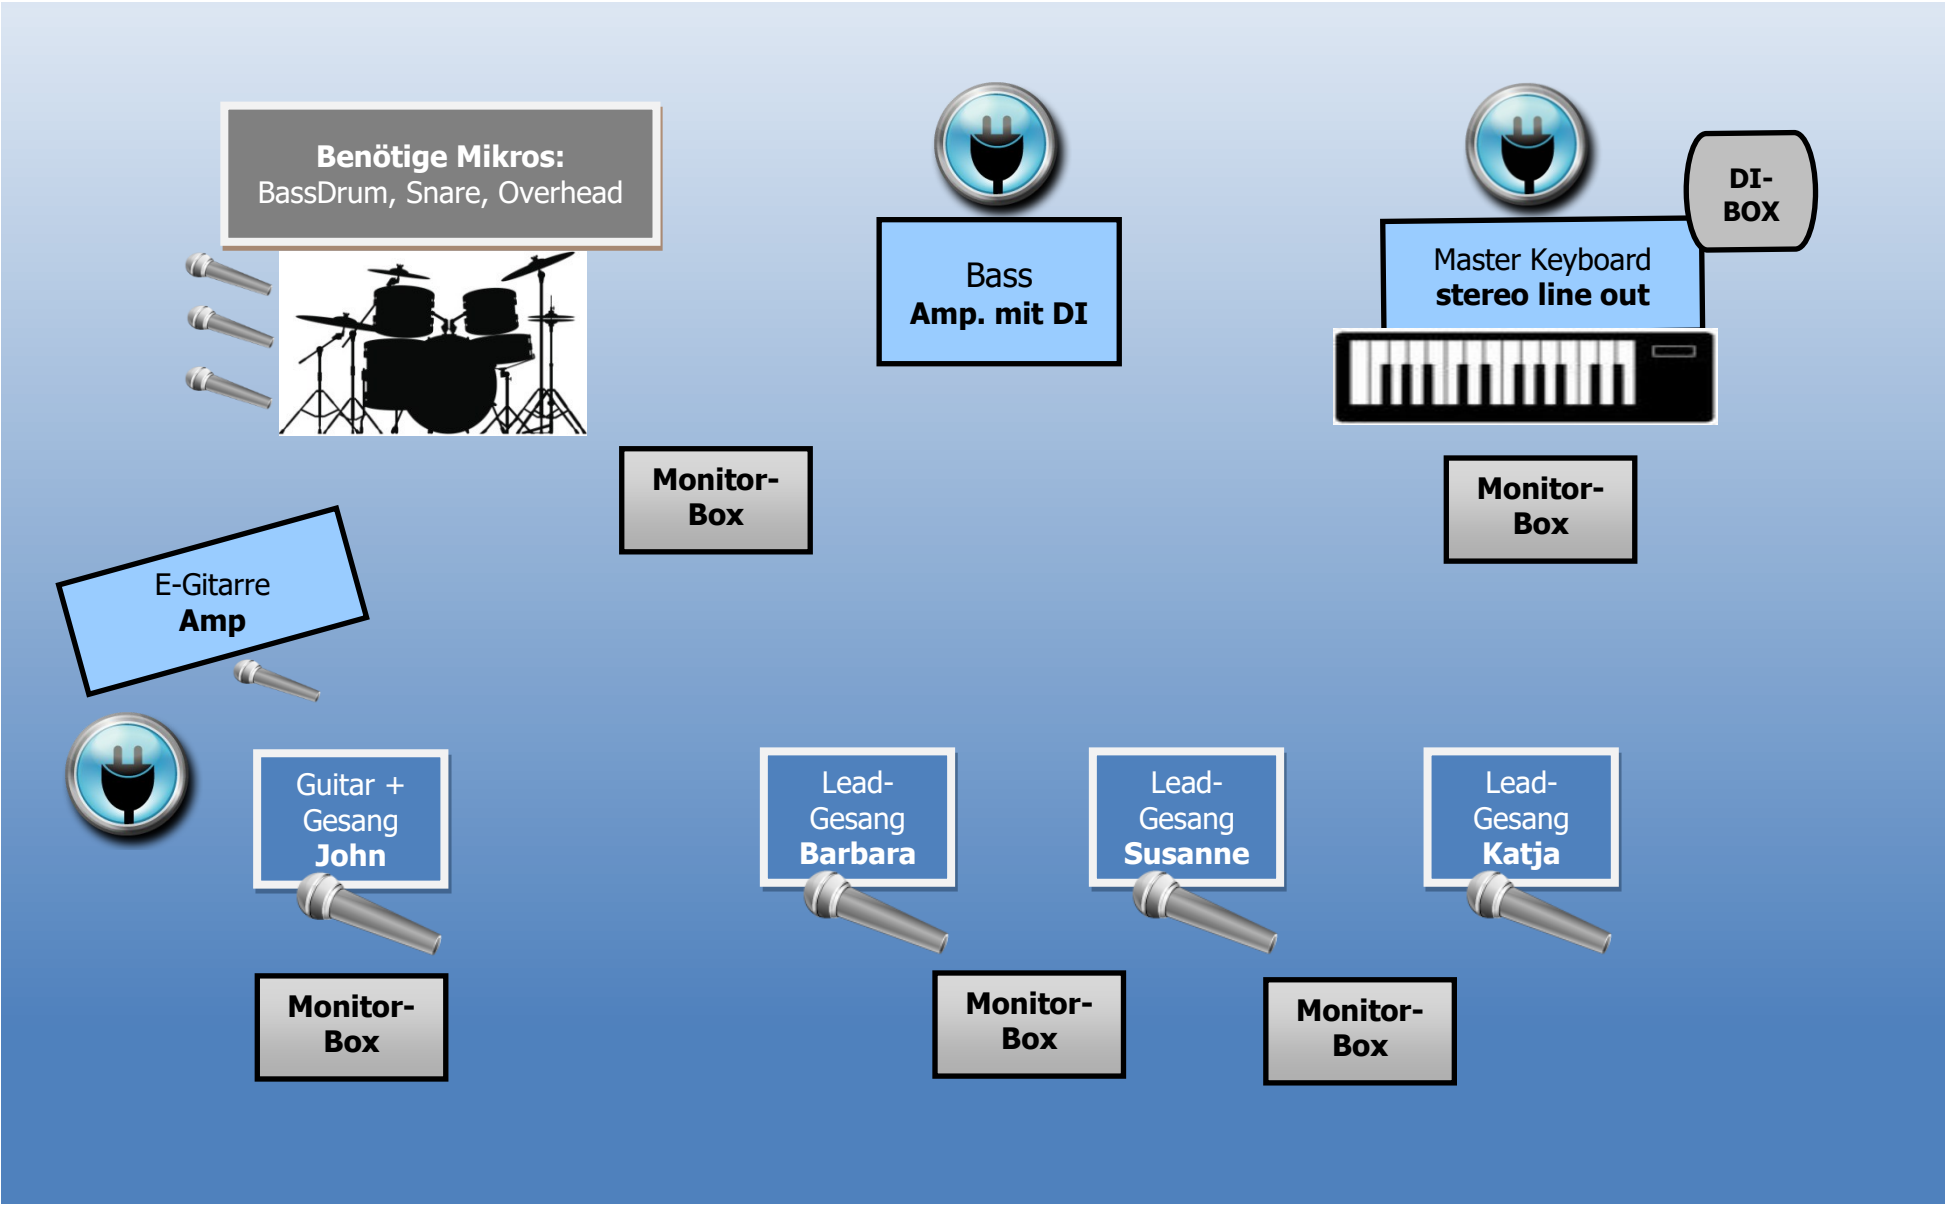 Benötige Mikros:
BassDrum, Snare, Overhead
DI-
BOX
Bass
Amp. mit DI
Master Keyboard
stereo line out
Monitor-
Box
Monitor-
Box
E-Gitarre
Amp
Guitar +
Gesang
John
Lead-
Gesang
Barbara
Lead-
Gesang
Susanne
Lead-
Gesang
Katja
Monitor-
Box
Monitor-
Box
Monitor-
Box